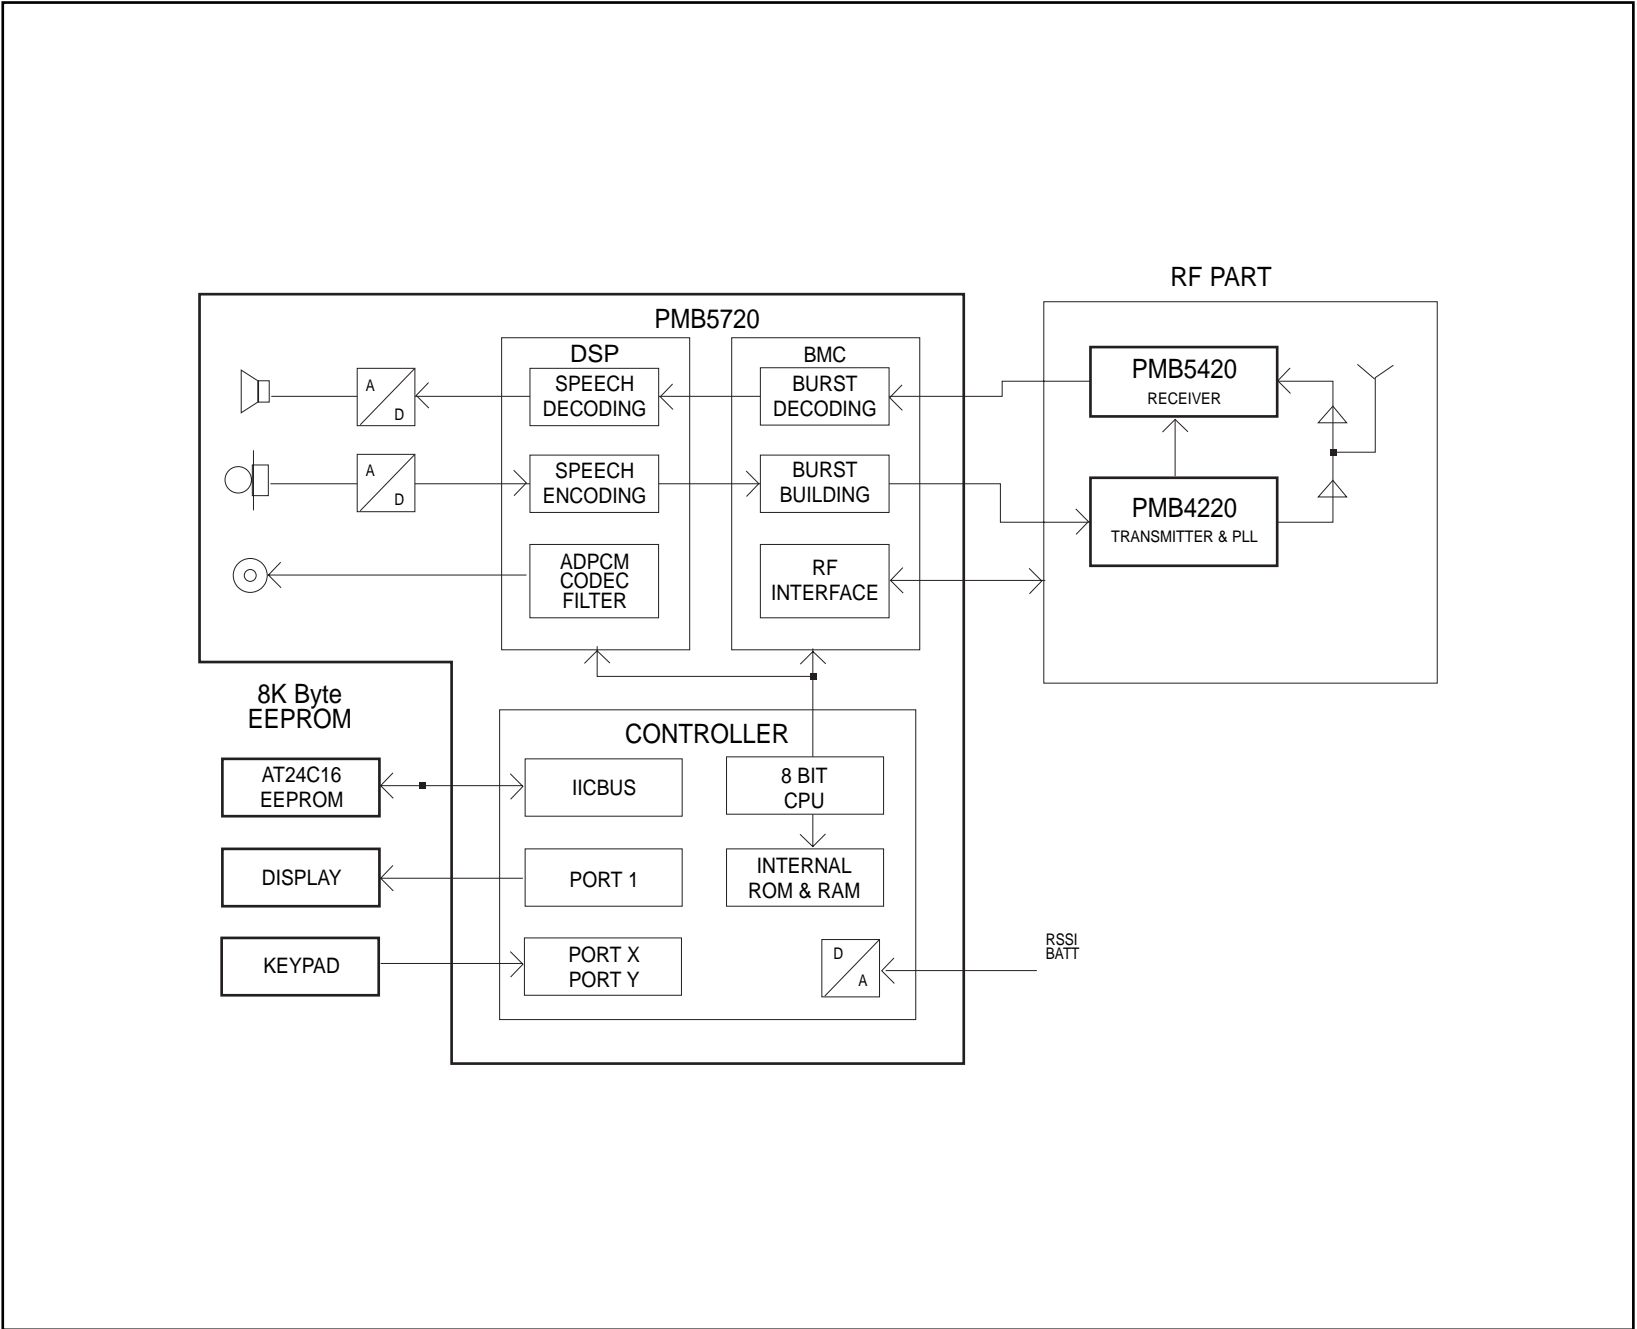 RF PART
PMB5720
DSP
BMC
A
D
SPEECH
DECODING
BURST
DECODING
PMB5420
RECEIVER
A
D
SPEECH
ENCODING
BURST
BUILDING
PMB4220
TRANSMITTER & PLL
ADPCM
CODEC
FILTER
RF
INTERFACE
8K Byte
EEPROM
CONTROLLER
AT24C16
EEPROM
IICBUS
8 BIT
CPU
DISPLAY
PORT 1
INTERNAL
ROM & RAM
KEYPAD
PORT X
PORT Y
D
A
RSSI
BATT